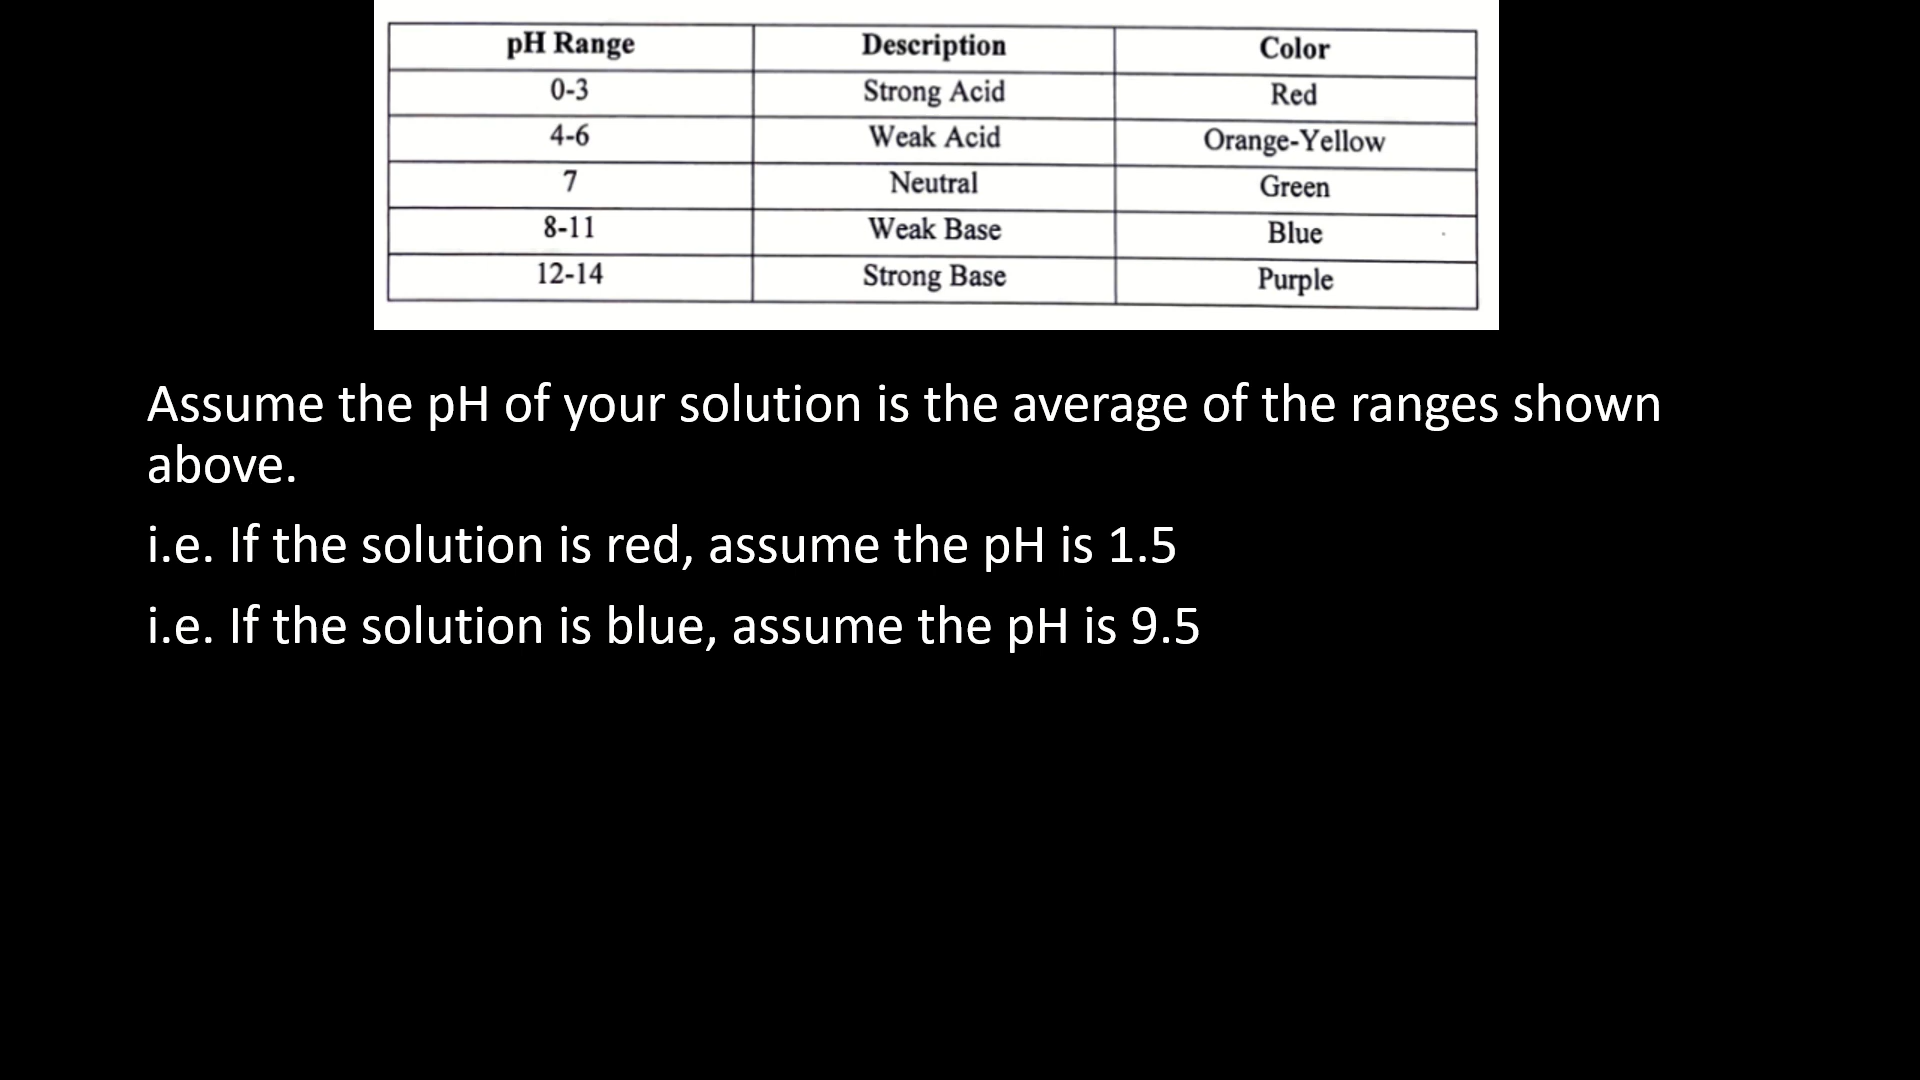 pH Range Description Color
0-3 Strong Acid Red
4-6 Weak Acid Orange-Yellow
7 Neutral Green
8-11 Weak Base Blue
12-14 Strong Base Purple
Assume the pH of your solution is the average of the ranges shown
above.
i.e. If the solution is red, assume the pH is 1.5
i.e. If the solution is blue, assume the pH is 9.5